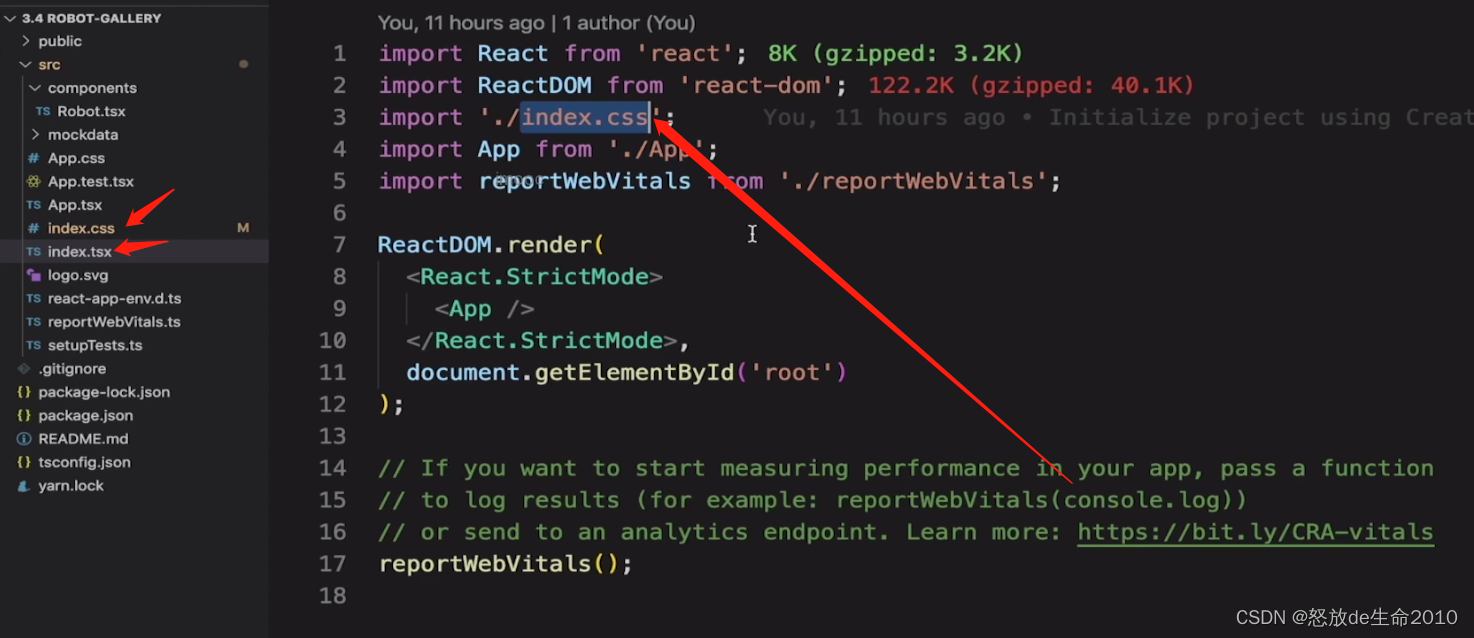 3.4 ROBOT-GALLERY
public
src
components
TS Robot.tsx
mockdata
# App.css
App.test.tsx
TS App.tsx
# index.css M
TS index.tsx
logo.svg
TS react-app-env.d.ts
TS reportWebVitals.ts
TS setupTests.ts
.gitignore
{} package-lock.json
{} package.json
README.md
{} tsconfig.json
yarn.lock
You, 11 hours ago | 1 author (You)
1 import React from 'react'; 8K (gzipped: 3.2K)
2 import ReactDOM from 'react-dom'; 122.2K (gzipped: 40.1K)
3 import './index.css'; You, 11 hours ago • Initialize project using Creat
4 import App from './App';
5 import reportWebVitals from './reportWebVitals';
6
7 ReactDOM.render(
8 <React.StrictMode>
9 <App />
10 </React.StrictMode>,
11 document.getElementById('root')
12 );
13
14 // If you want to start measuring performance in your app, pass a function
15 // to log results (for example: reportWebVitals(console.log))
16 // or send to an analytics endpoint. Learn more: https://bit.ly/CRA-vitals
17 reportWebVitals();
18
CSDN @怒放de生命2010